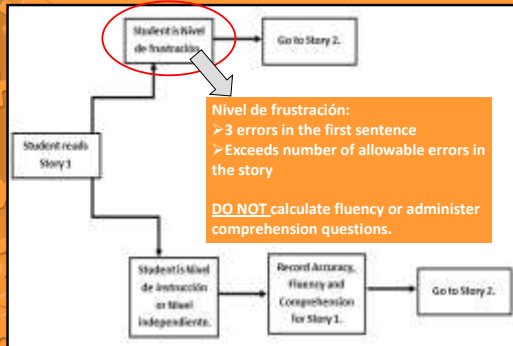 Student is Nivel
de frustración.
Go to Story 2.
Nivel de frustración:
➢3 errors in the first sentence
➢Exceeds number of allowable errors in
the story
DO NOT calculate fluency or administer
comprehension questions.
Student reads
Story 1
Student is Nivel
de instrucción
or Nivel
independiente.
Record Accuracy,
Fluency and
Comprehension
for Story 1.
Go to Story 2.